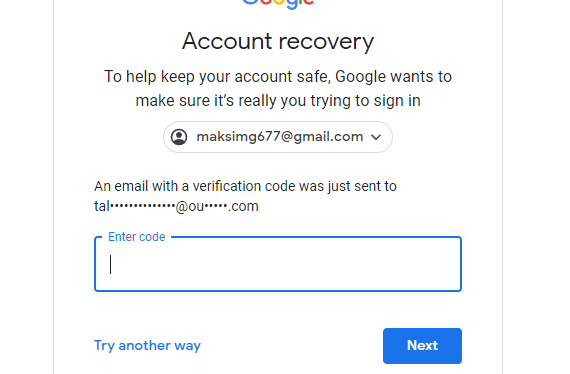 Google
Account recovery
To help keep your account safe, Google wants to
make sure it’s really you trying to sign in
maksimg677@gmail.com
An email with a verification code was just sent to
tal••••••••••••••@ou•••••.com
Enter code
Try another way
Next